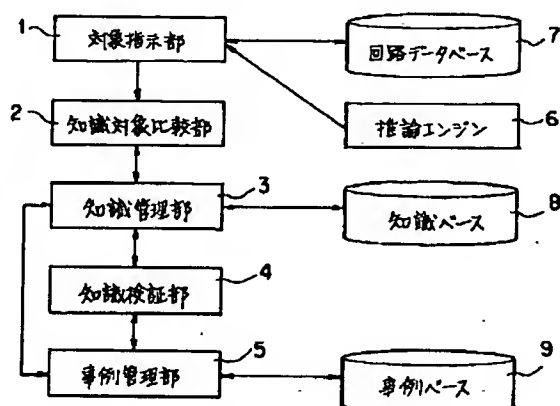 1
対象指示部
7
回路データベース
2
知識対象比較部
6
推論エンジン
3
知識管理部
8
知識ベース
4
知識検証部
5
事例管理部
9
事例ベース